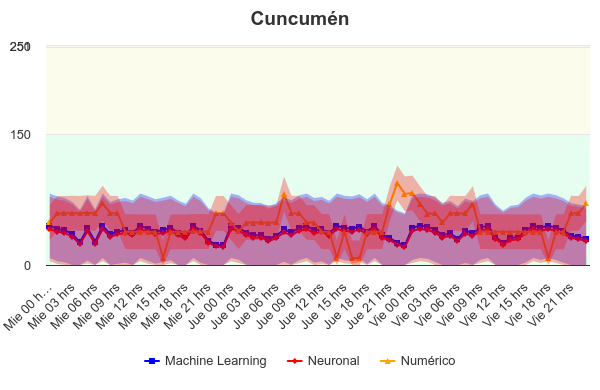 Cuncumén
250
150
0
Mie 00 h...
Mie 03 hrs
Mie 06 hrs
Mie 09 hrs
Mie 12 hrs
Mie 15 hrs
Mie 18 hrs
Mie 21 hrs
Jue 00 hrs
Jue 03 hrs
Jue 06 hrs
Jue 09 hrs
Jue 12 hrs
Jue 15 hrs
Jue 18 hrs
Jue 21 hrs
Vie 00 hrs
Vie 03 hrs
Vie 06 hrs
Vie 09 hrs
Vie 12 hrs
Vie 15 hrs
Vie 18 hrs
Vie 21 hrs
Machine Learning Neuronal Numérico